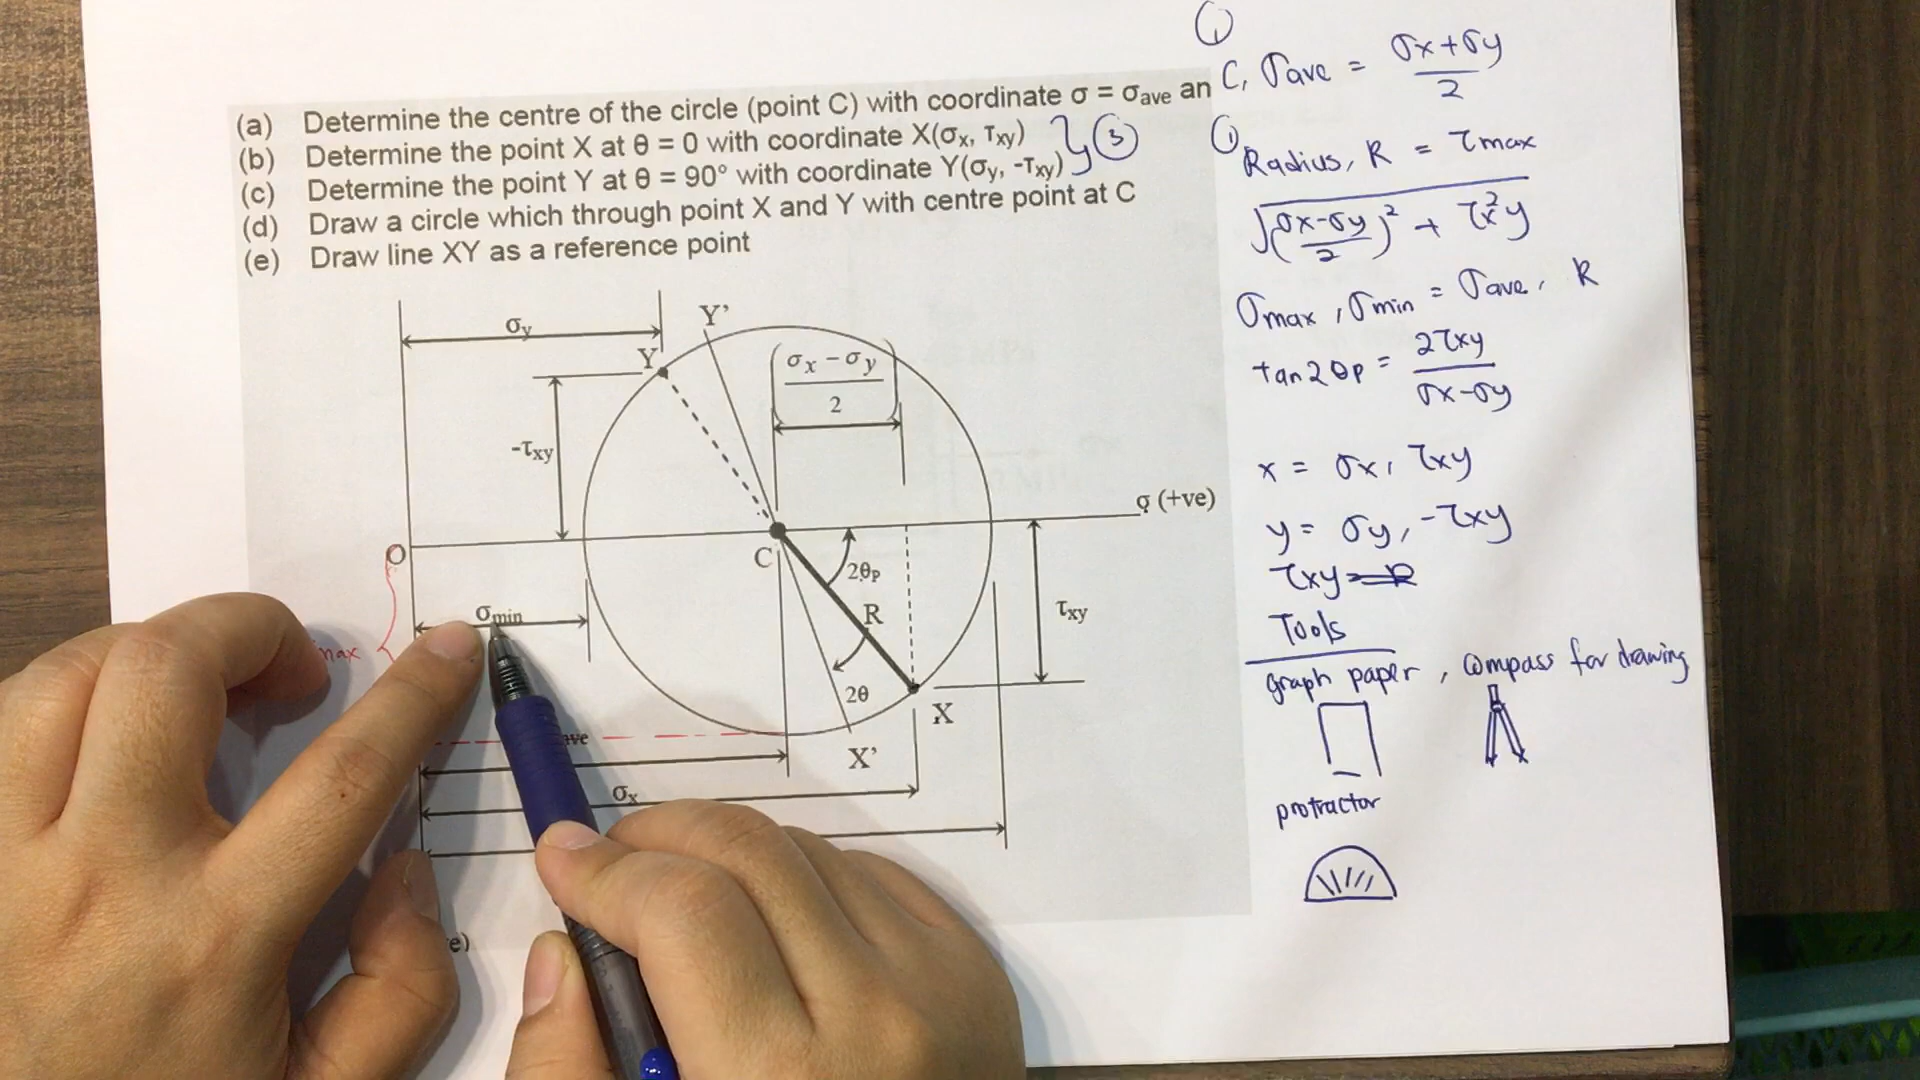 (a) Determine the centre of the circle (point C) with coordinate σ = σave an
(b) Determine the point X at θ = 0 with coordinate X(σx, τxy)
(c) Determine the point Y at θ = 90° with coordinate Y(σy, -τxy)
(d) Draw a circle which through point X and Y with centre point at C
(e) Draw line XY as a reference point
3
σy
Y'
Y
(σx - σy / 2)
-τxy
σ (+ve)
O
C
2θP
σmin
R
τxy
max
2θ
X
ave
X'
σx
e)
1
C, σave = σx+σy / 2
1
Radius, R = τmax
√(σx-σy / 2)² + τ²xy
σmax, σmin = σave, R
tan2θp = 2τxy / σx-σy
x = σx, τxy
y = σy, -τxy
τxy = R
Tools
graph paper, compass for drawing
protractor